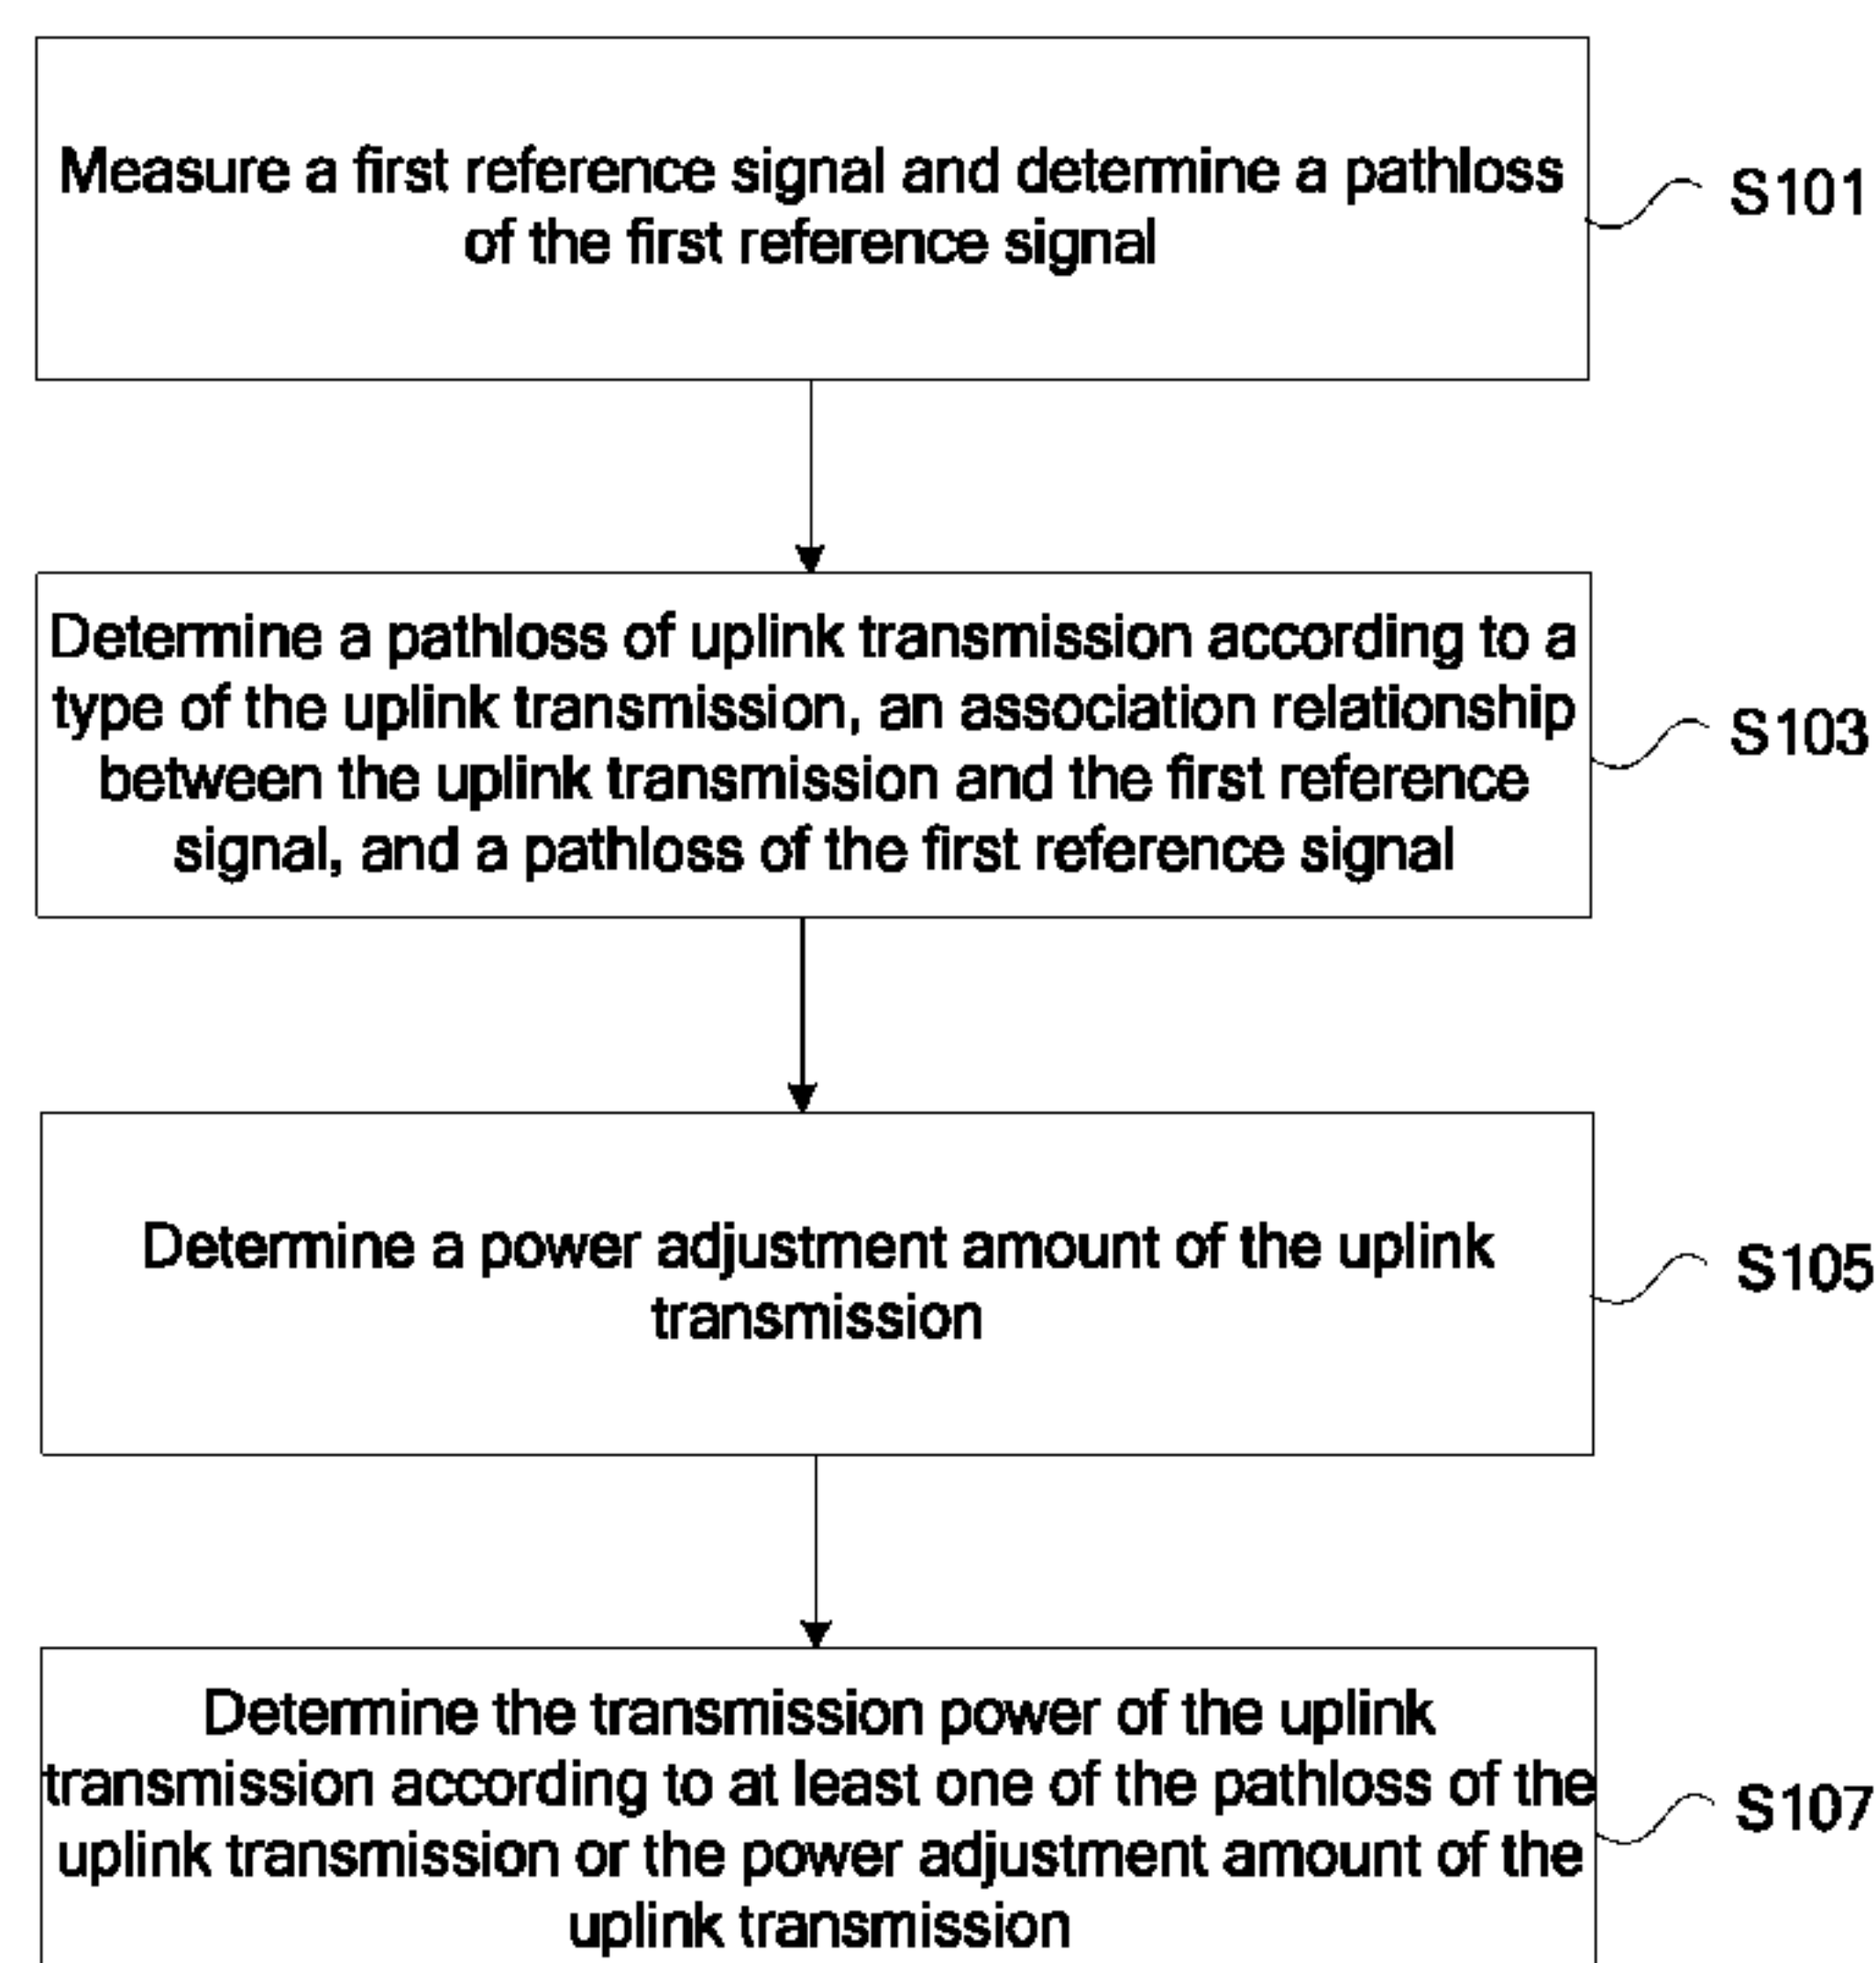 Measure a first reference signal and determine a pathloss
of the first reference signal
S101
Determine a pathloss of uplink transmission according to a
type of the uplink transmission, an association relationship
between the uplink transmission and the first reference
signal, and a pathloss of the first reference signal
S103
Determine a power adjustment amount of the uplink
transmission
S105
Determine the transmission power of the uplink
transmission according to at least one of the pathloss of the
uplink transmission or the power adjustment amount of the
uplink transmission
S107